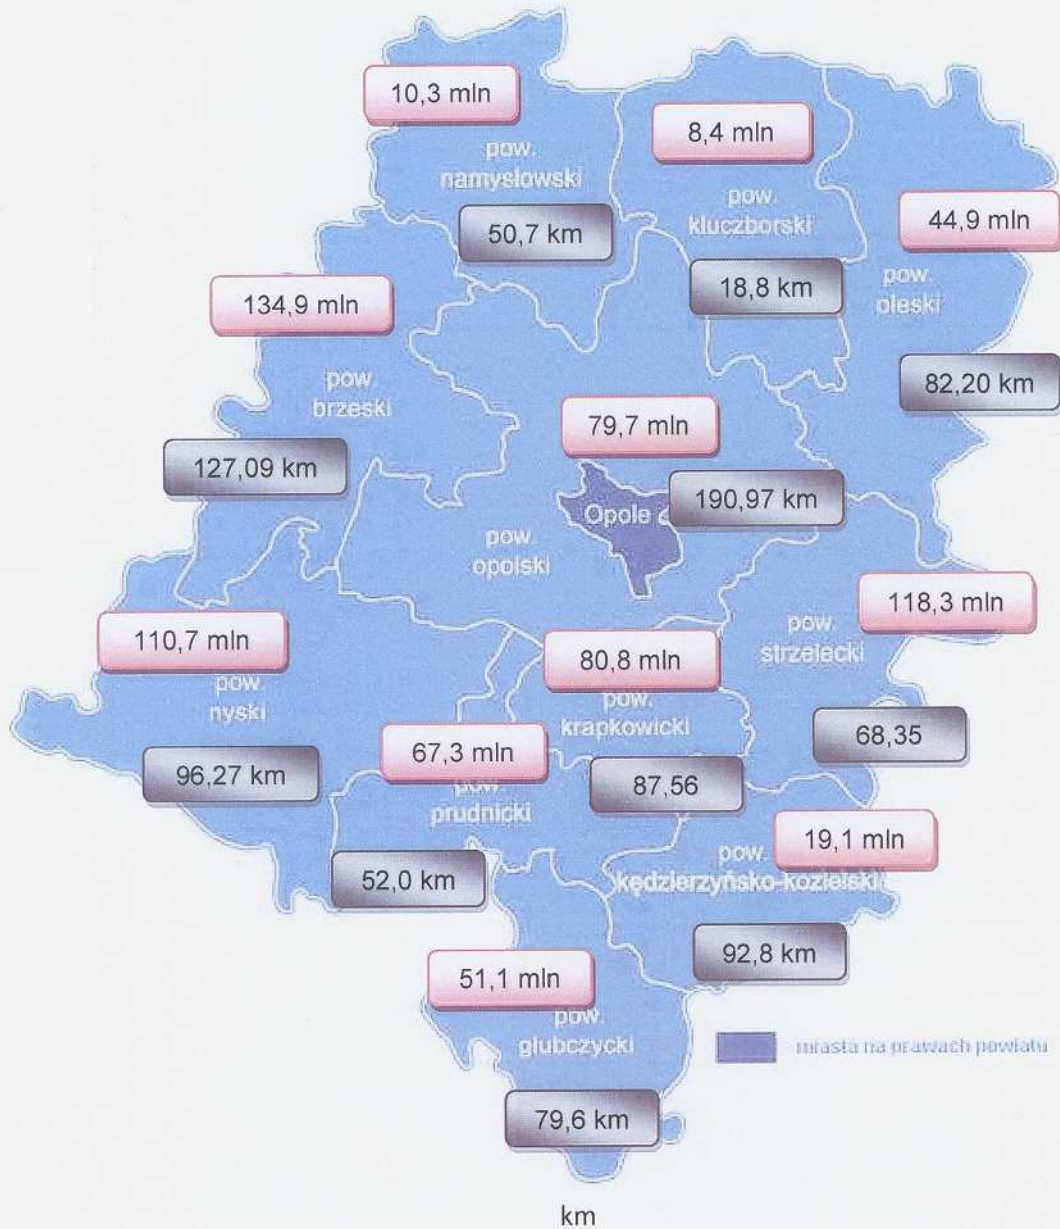 10,3 mln
8,4 mln
pow.
namysłowski
pow.
kluczborski
44,9 mln
50,7 km
18,8 km
pow.
oleski
134,9 mln
pow.
brzeski
82,20 km
79,7 mln
127,09 km
190,97 km
Opole
pow.
opolski
118,3 mln
110,7 mln
pow.
strzelecki
80,8 mln
pow.
nyski
pow.
krapkowicki
67,3 mln
68,35
96,27 km
87,56
pow.
prudnicki
19,1 mln
pow.
kędzierzyńsko-kozielski
52,0 km
92,8 km
51,1 mln
pow.
głubczycki
miasta na prawach powiatu
79,6 km
km